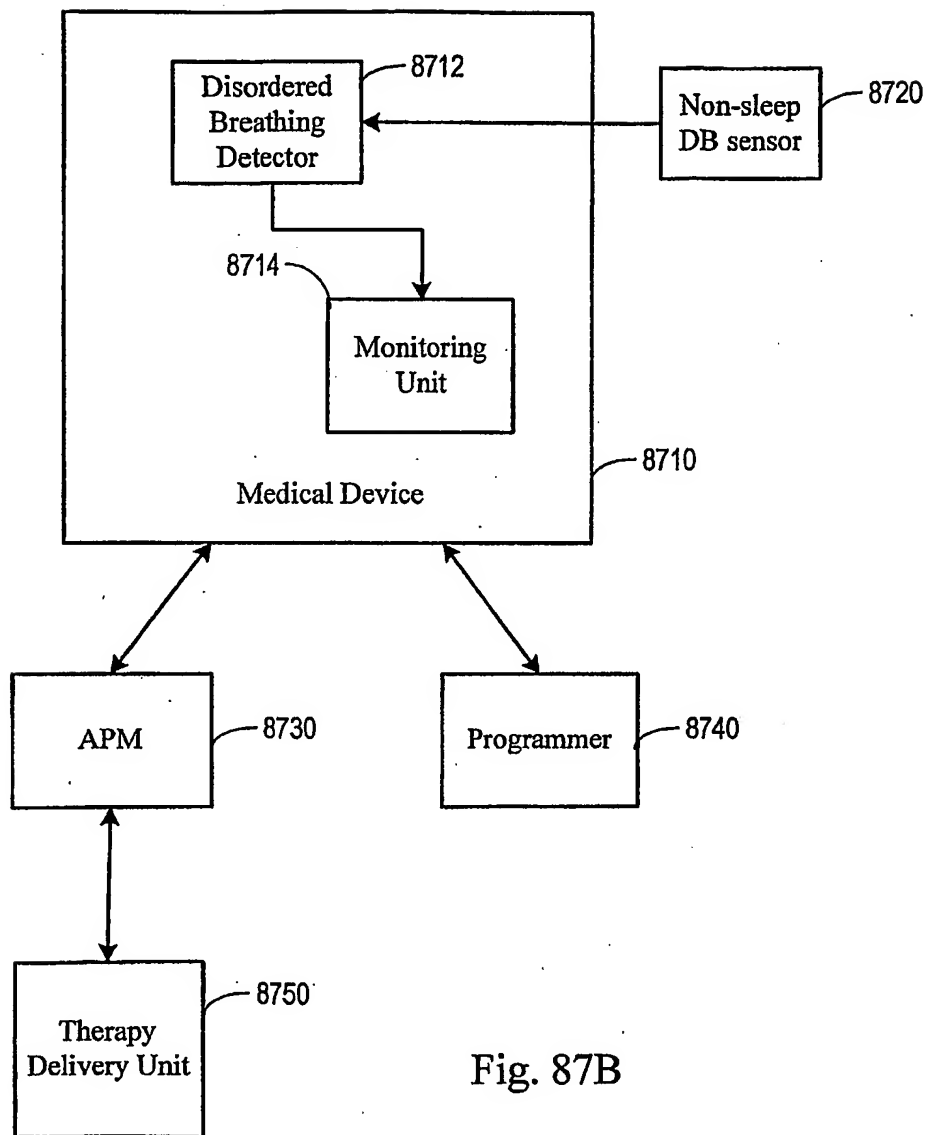 8712
Disordered
Breathing
Detector
Non-sleep
DB sensor
8720
8714
Monitoring
Unit
8710
Medical Device
APM
8730
Programmer
8740
8750
Therapy
Delivery Unit
Fig. 87B